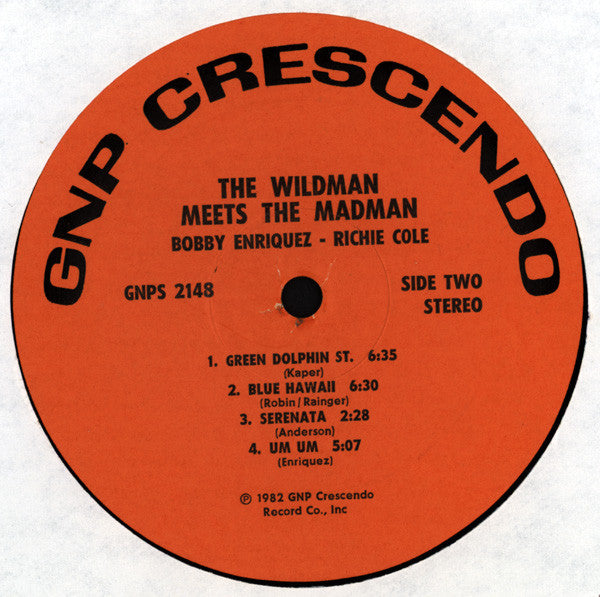 GNP CRESCENDO
THE WILDMAN
MEETS THE MADMAN
BOBBY ENRIQUEZ - RICHIE COLE
GNPS 2148
SIDE TWO
STEREO
1. GREEN DOLPHIN ST. 6:35
(Kaper)
2. BLUE HAWAII 6:30
(Robin/Rainger)
3. SERENATA 2:28
(Anderson)
4. UM UM 5:07
(Enriquez)
℗ 1982 GNP Crescendo
Record Co., Inc